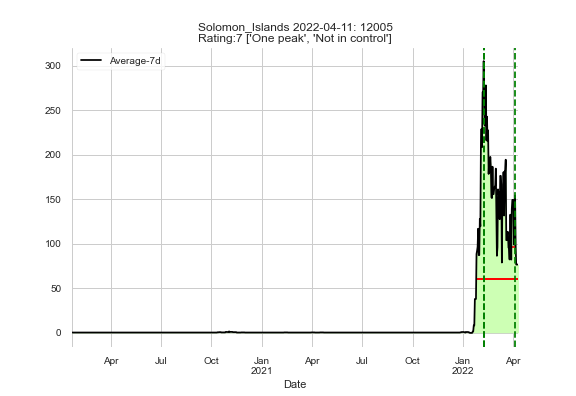 Solomon_Islands 2022-04-11: 12005
Rating:7 ['One peak', 'Not in control']
Average-7d
300
250
200
150
100
50
0
Apr Jul Oct Jan Apr Jul Oct Jan Apr
2021 2022
Date